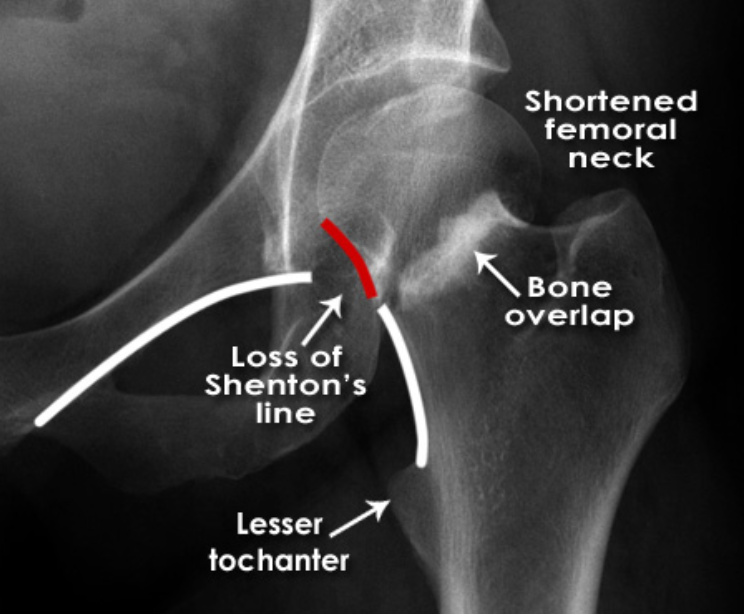 Shortened
femoral
neck
Bone
overlap
Loss of
Shenton's
line
Lesser
tochanter